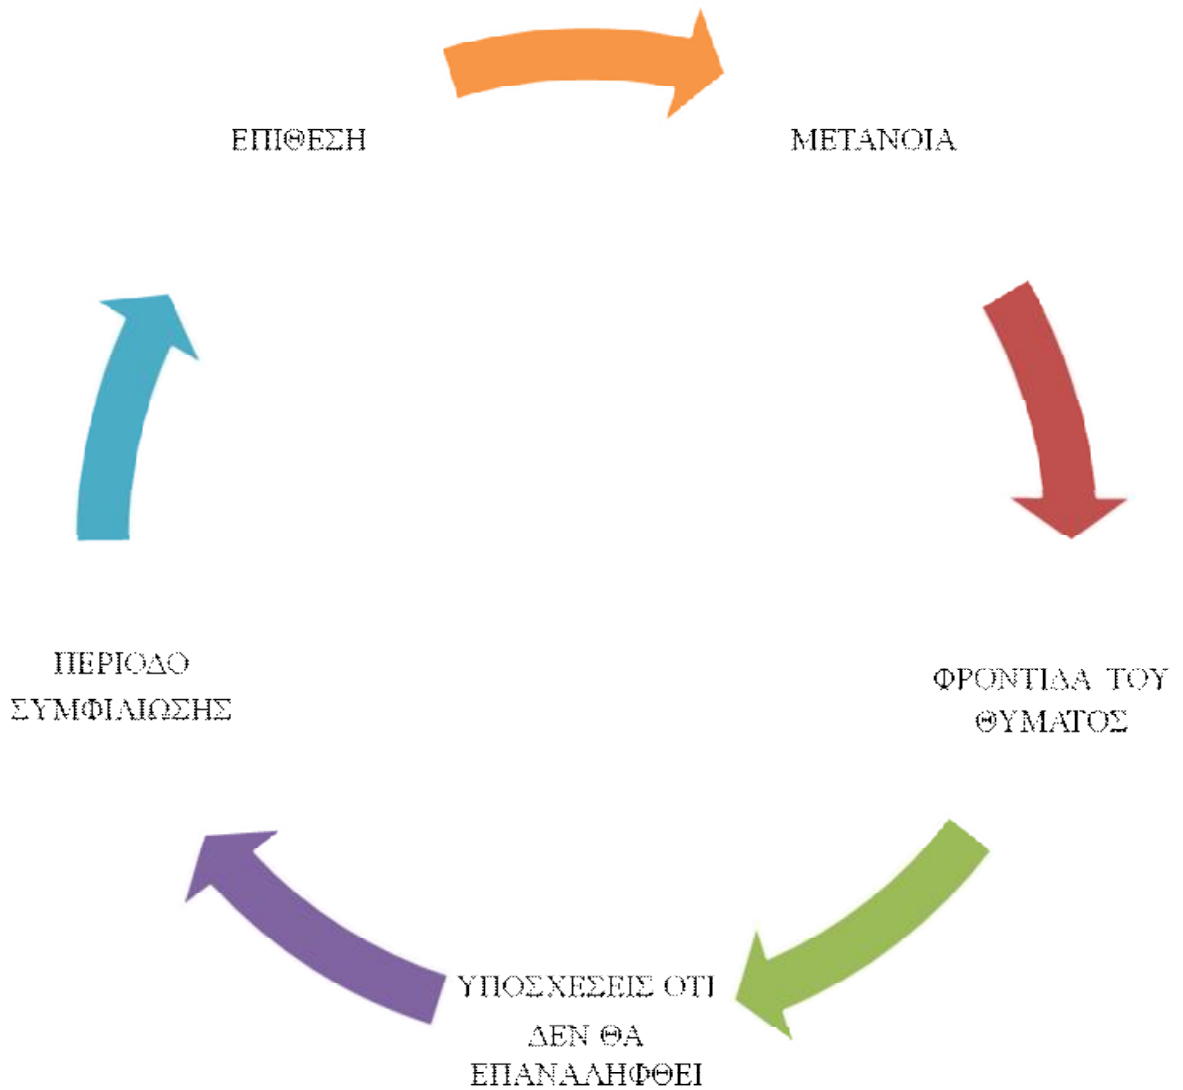 ΕΠΙΘΕΣΗ
ΜΕΤΑΝΟΙΑ
ΦΡΟΝΤΙΔΑ ΤΟΥ
ΘΥΜΑΤΟΣ
ΥΠΟΣΧΕΣΕΙΣ ΟΤΙ
ΔΕΝ ΘΑ
ΕΠΑΝΑΛΗΦΘΕΙ
ΠΕΡΙΟΔΟ
ΣΥΜΦΙΛΙΩΣΗΣ